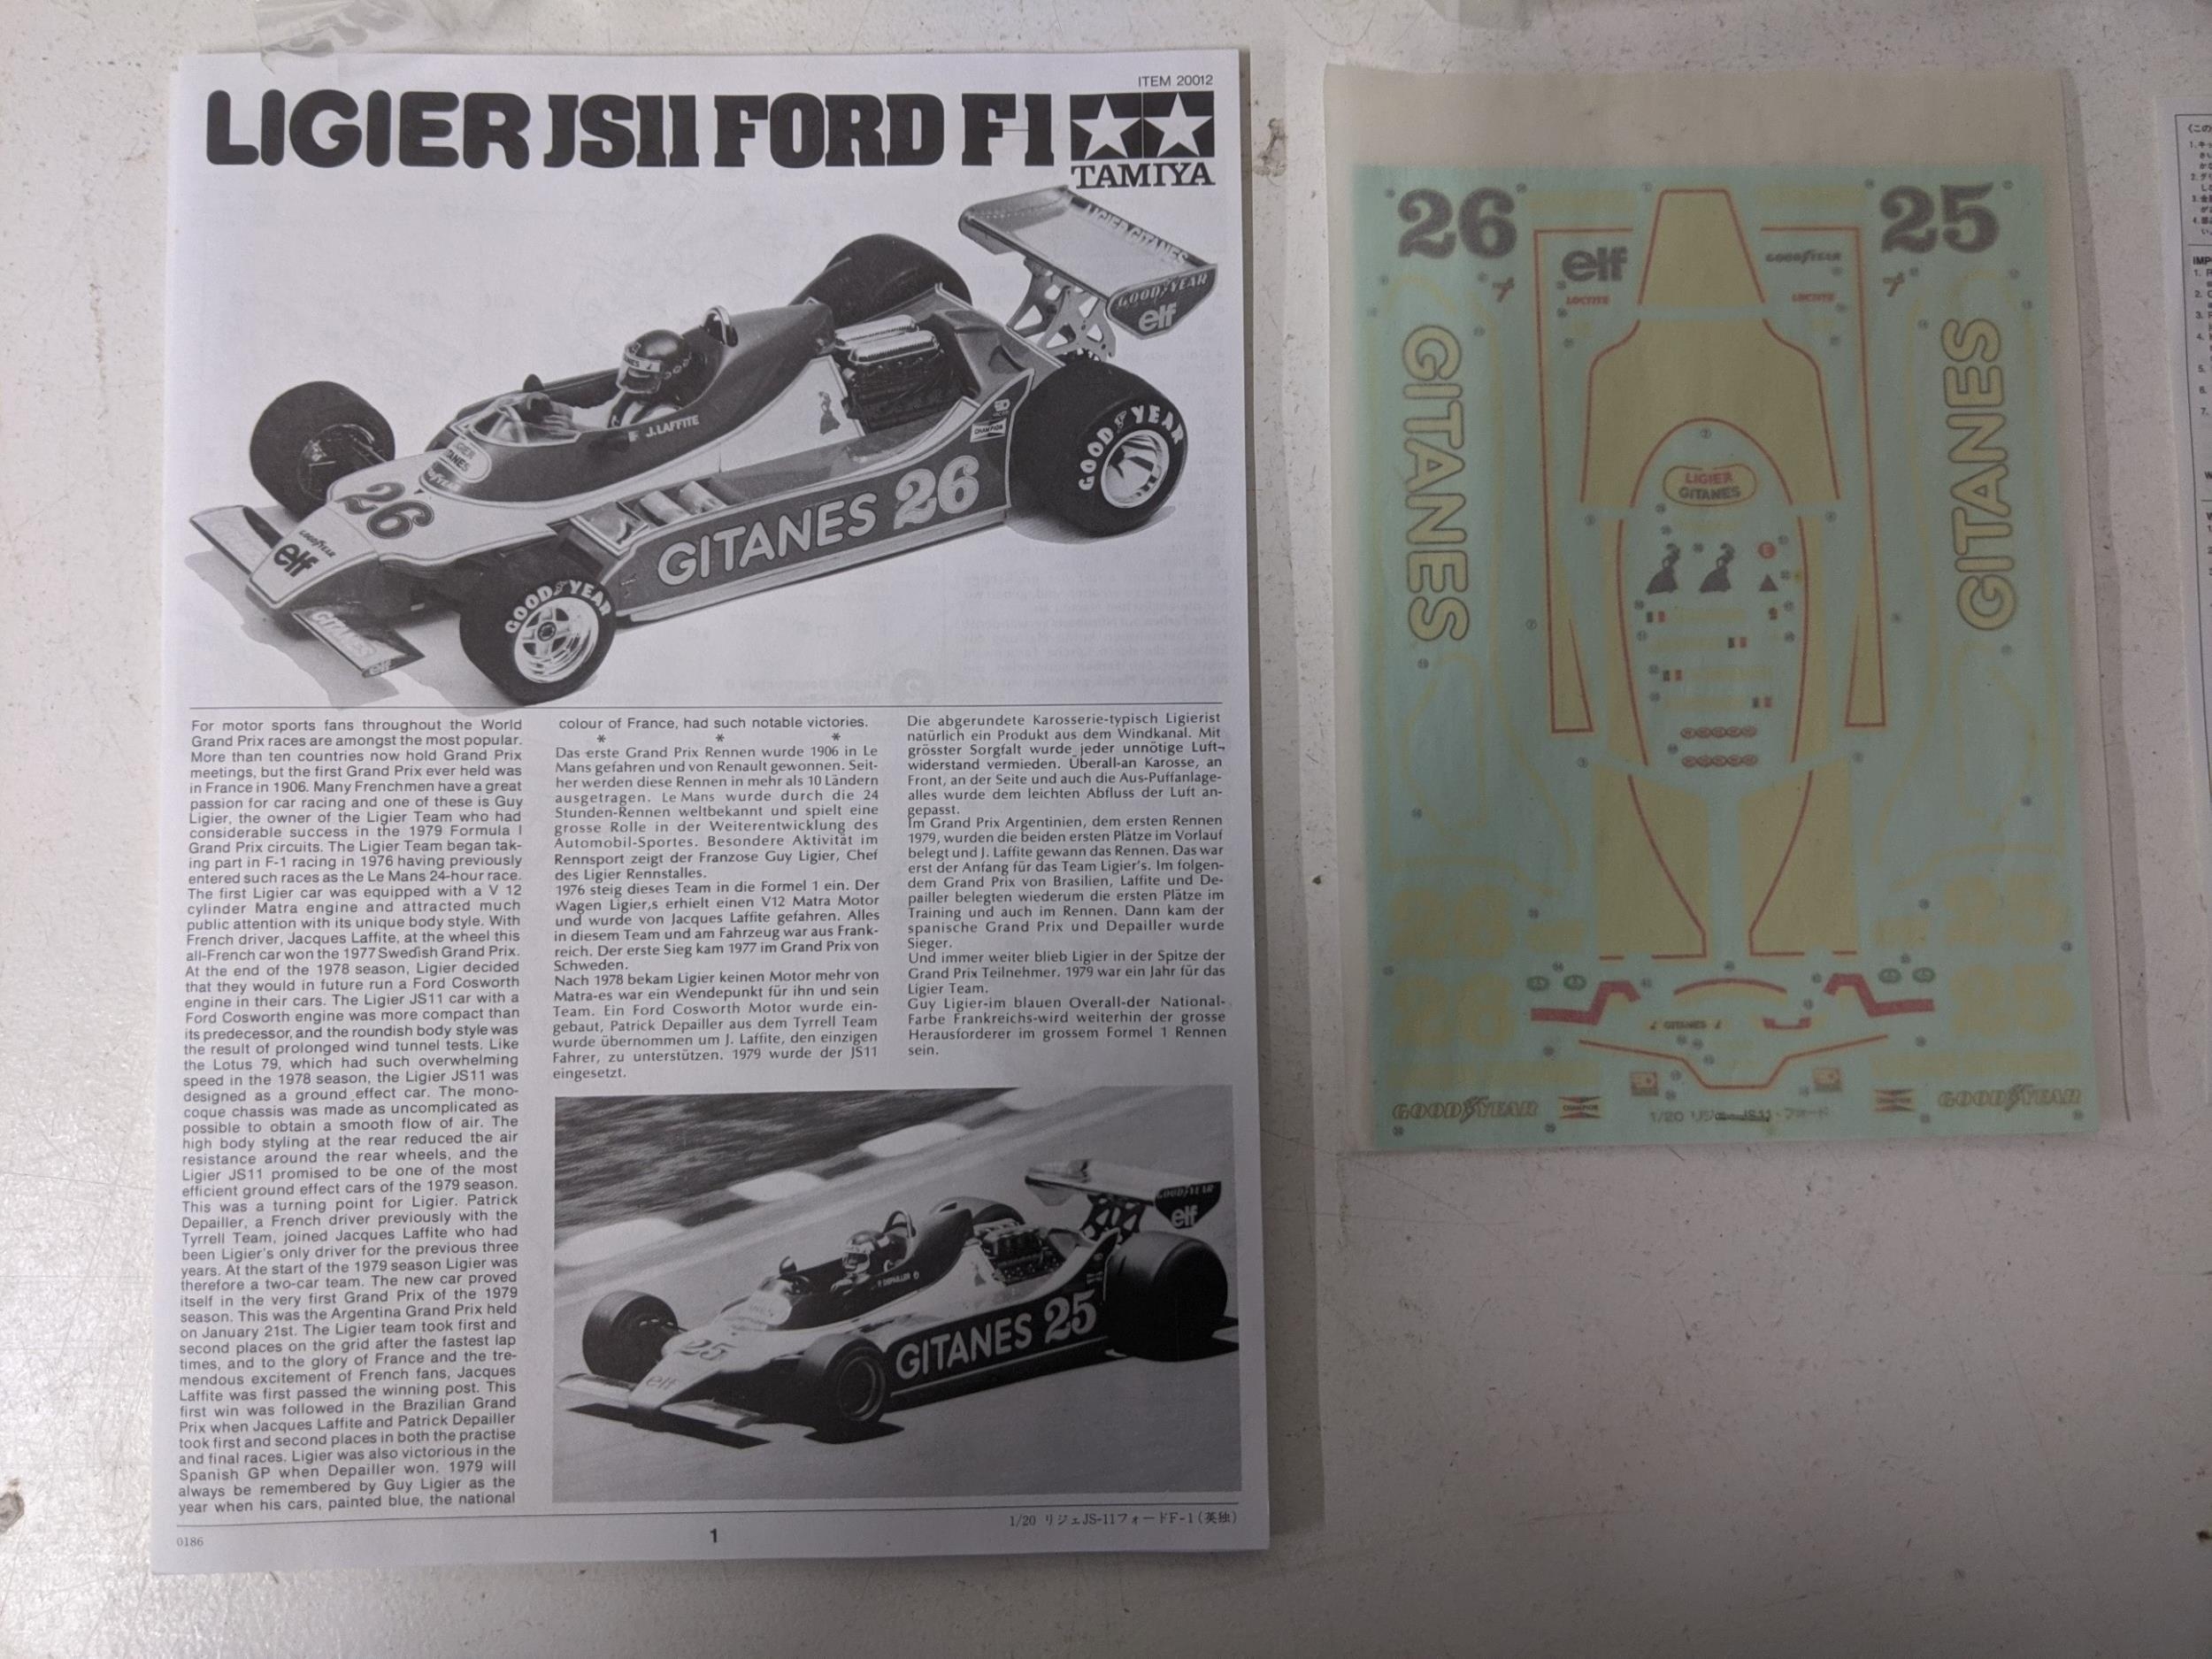 ITEM 20012
LIGIER JS11 FORD F-1
TAMIYA
LIGIER GITANES
GOODYEAR
elf
J. LAFFITE
CHAMPION
GOODYEAR
LIGIER
GITANES
26
GITANES 26
GOODYEAR
elf
GOODYEAR
GITANES
elf
For motor sports fans throughout the World
Grand Prix races are amongst the most popular.
More than ten countries now hold Grand Prix
meetings, but the first Grand Prix ever held was
in France in 1906. Many Frenchmen have a great
passion for car racing and one of these is Guy
Ligier, the owner of the Ligier Team who had
considerable success in the 1979 Formula I
Grand Prix circuits. The Ligier Team began tak-
ing part in F-1 racing in 1976 having previously
entered such races as the Le Mans 24-hour race.
The first Ligier car was equipped with a V 12
cylinder Matra engine and attracted much
public attention with its unique body style. With
French driver, Jacques Laffite, at the wheel this
all-French car won the 1977 Swedish Grand Prix.
At the end of the 1978 season, Ligier decided
that they would in future run a Ford Cosworth
engine in their cars. The Ligier JS11 car with a
Ford Cosworth engine was more compact than
its predecessor, and the roundish body style was
the result of prolonged wind tunnel tests. Like
the Lotus 79, which had such overwhelming
speed in the 1978 season, the Ligier JS11 was
designed as a ground effect car. The mono-
coque chassis was made as uncomplicated as
possible to obtain a smooth flow of air. The
high body styling at the rear reduced the air
resistance around the rear wheels, and the
Ligier JS11 promised to be one of the most
efficient ground effect cars of the 1979 season.
This was a turning point for Ligier. Patrick
Depailler, a French driver previously with the
Tyrrell Team, joined Jacques Laffite who had
been Ligier's only driver for the previous three
years. At the start of the 1979 season Ligier was
therefore a two-car team. The new car proved
itself in the very first Grand Prix of the 1979
season. This was the Argentina Grand Prix held
on January 21st. The Ligier team took first and
second places on the grid after the fastest lap
times, and to the glory of France and the tre-
mendous excitement of French fans, Jacques
Laffite was first passed the winning post. This
first win was followed in the Brazilian Grand
Prix when Jacques Laffite and Patrick Depailler
took first and second places in both the practise
and final races. Ligier was also victorious in the
Spanish GP when Depailler won. 1979 will
always be remembered by Guy Ligier as the
year when his cars, painted blue, the national
colour of France, had such notable victories.
* * *
Das erste Grand Prix Rennen wurde 1906 in Le
Mans gefahren und von Renault gewonnen. Seit-
her werden diese Rennen in mehr als 10 Ländern
ausgetragen. Le Mans wurde durch die 24
Stunden-Rennen weltbekannt und spielt eine
grosse Rolle in der Weiterentwicklung des
Automobil-Sportes. Besondere Aktivität im
Rennsport zeigt der Franzose Guy Ligier, Chef
des Ligier Rennstalles.
1976 steig dieses Team in die Formel 1 ein. Der
Wagen Ligier,s erhielt einen V12 Matra Motor
und wurde von Jacques Laffite gefahren. Alles
in diesem Team und am Fahrzeug war aus Frank-
reich. Der erste Sieg kam 1977 im Grand Prix von
Schweden.
Nach 1978 bekam Ligier keinen Motor mehr von
Matra-es war ein Wendepunkt für ihn und sein
Team. Ein Ford Cosworth Motor wurde ein-
gebaut, Patrick Depailler aus dem Tyrrell Team
wurde übernommen um J. Laffite, den einzigen
Fahrer, zu unterstützen. 1979 wurde der JS11
eingesetzt.
Die abgerundete Karosserie-typisch Ligierist
natürlich ein Produkt aus dem Windkanal. Mit
grösster Sorgfalt wurde jeder unnötige Luft-
widerstand vermieden. Überall-an Karosse, an
Front, an der Seite und auch die Aus-Puffanlage-
alles wurde dem leichten Abfluss der Luft an-
gepasst.
Im Grand Prix Argentinien, dem ersten Rennen
1979, wurden die beiden ersten Plätze im Vorlauf
belegt und J. Laffite gewann das Rennen. Das war
erst der Anfang für das Team Ligier's. Im folgen-
dem Grand Prix von Brasilien, Laffite und De-
pailler belegten wiederum die ersten Plätze im
Training und auch im Rennen. Dann kam der
spanische Grand Prix und Depailler wurde
Sieger.
Und immer weiter blieb Ligier in der Spitze der
Grand Prix Teilnehmer. 1979 war ein Jahr für das
Ligier Team.
Guy Ligier-im blauen Overall-der National-
Farbe Frankreichs-wird weiterhin der grosse
Herausforderer im grossem Formel 1 Rennen
sein.
GOODYEAR
elf
P. DEPAILLER
25
GITANES 25
elf
1/20 リジェJS-11フォードF-1(英独)
0186
1
26
25
elf
GOODYEAR
LOCTITE
LOCTITE
GITANES
GITANES
LIGIER
GITANES
26
25
26
25
GITANES
GOODYEAR
CHAMPION
1/20 リジェ JS11・フォード
GOODYEAR